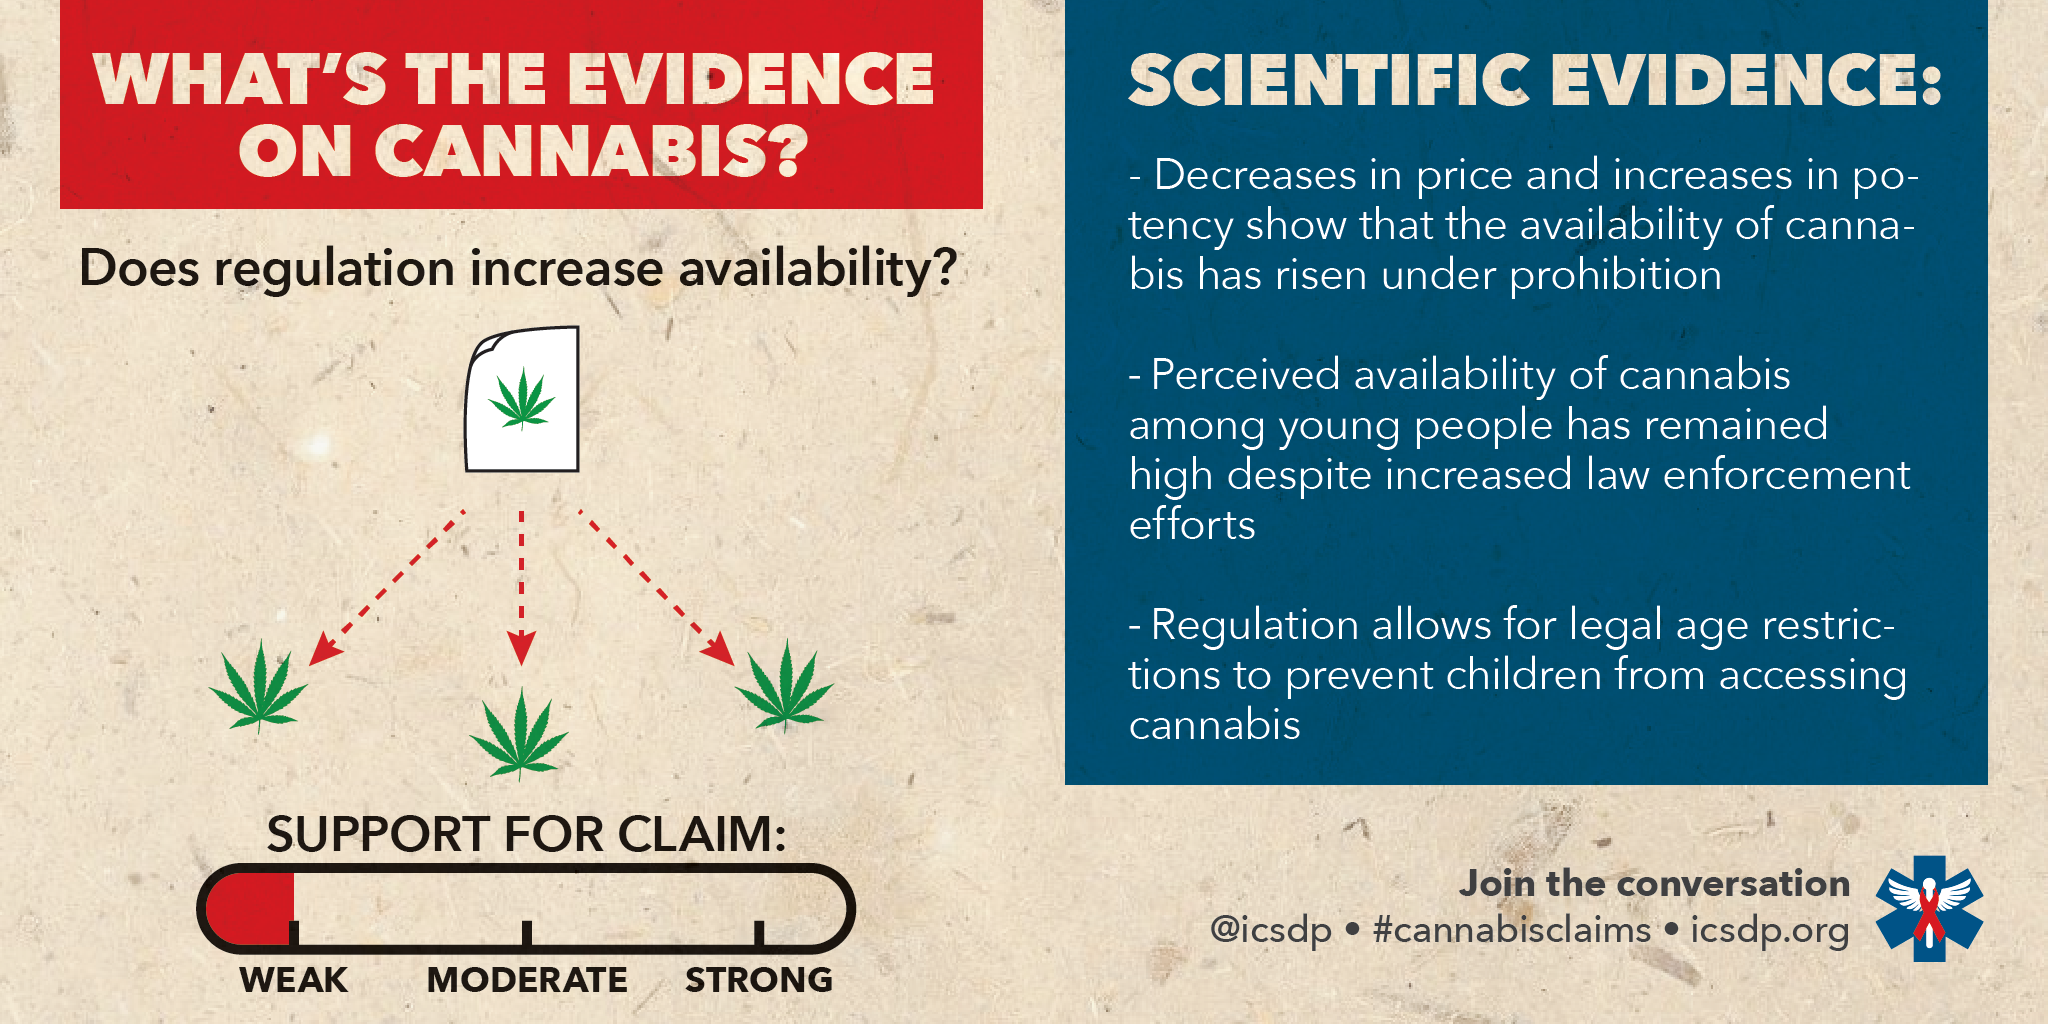 WHAT'S THE EVIDENCE
ON CANNABIS?
Does regulation increase availability?
SUPPORT FOR CLAIM:
WEAK
MODERATE
STRONG
SCIENTIFIC EVIDENCE:
- Decreases in price and increases in po-
tency show that the availability of canna-
bis has risen under prohibition
- Perceived availability of cannabis
among young people has remained
high despite increased law enforcement
efforts
- Regulation allows for legal age restric-
tions to prevent children from accessing
cannabis
Join the conversation
@icsdp • #cannabisclaims • icsdp.org